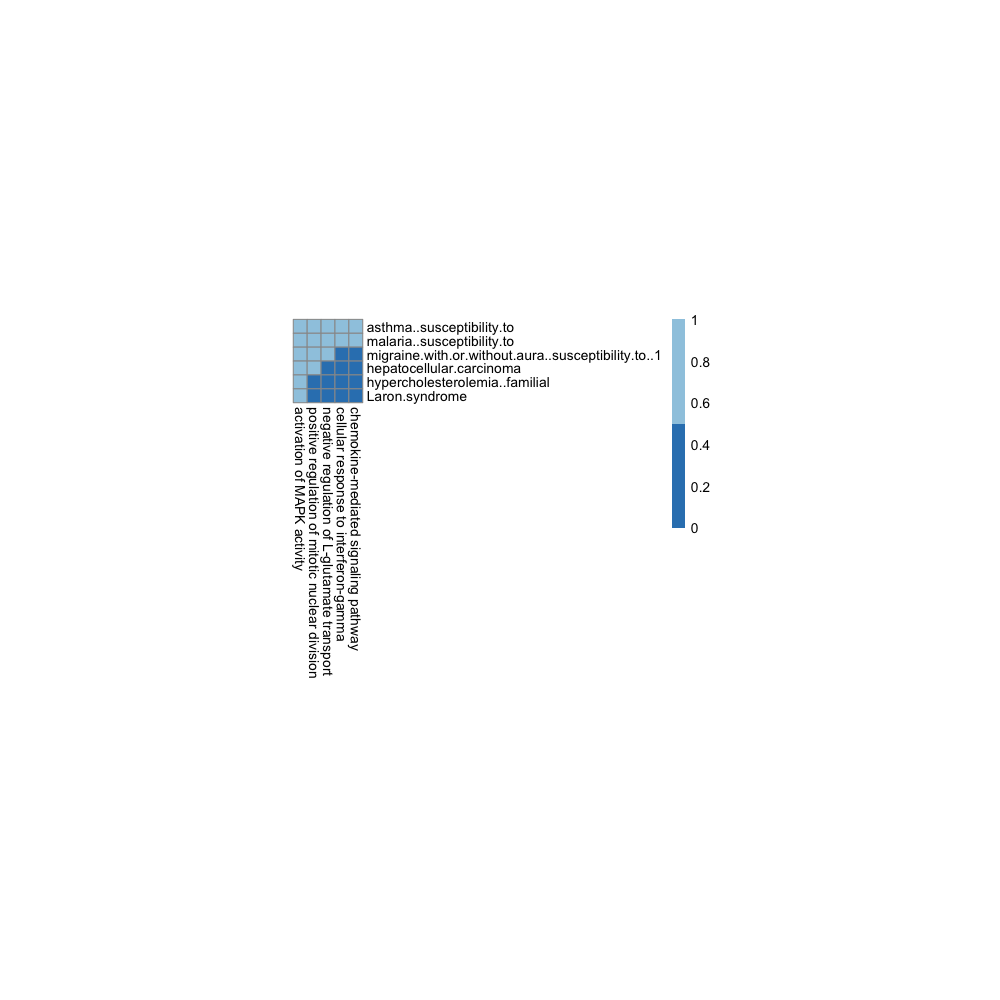 asthma..susceptibility.to
malaria..susceptibility.to
migraine.with.or.without.aura..susceptibility.to..1
hepatocellular.carcinoma
hypercholesterolemia..familial
Laron.syndrome
activation of MAPK activity
positive regulation of mitotic nuclear division
negative regulation of L-glutamate transport
cellular response to interferon-gamma
chemokine-mediated signaling pathway
1
0.8
0.6
0.4
0.2
0